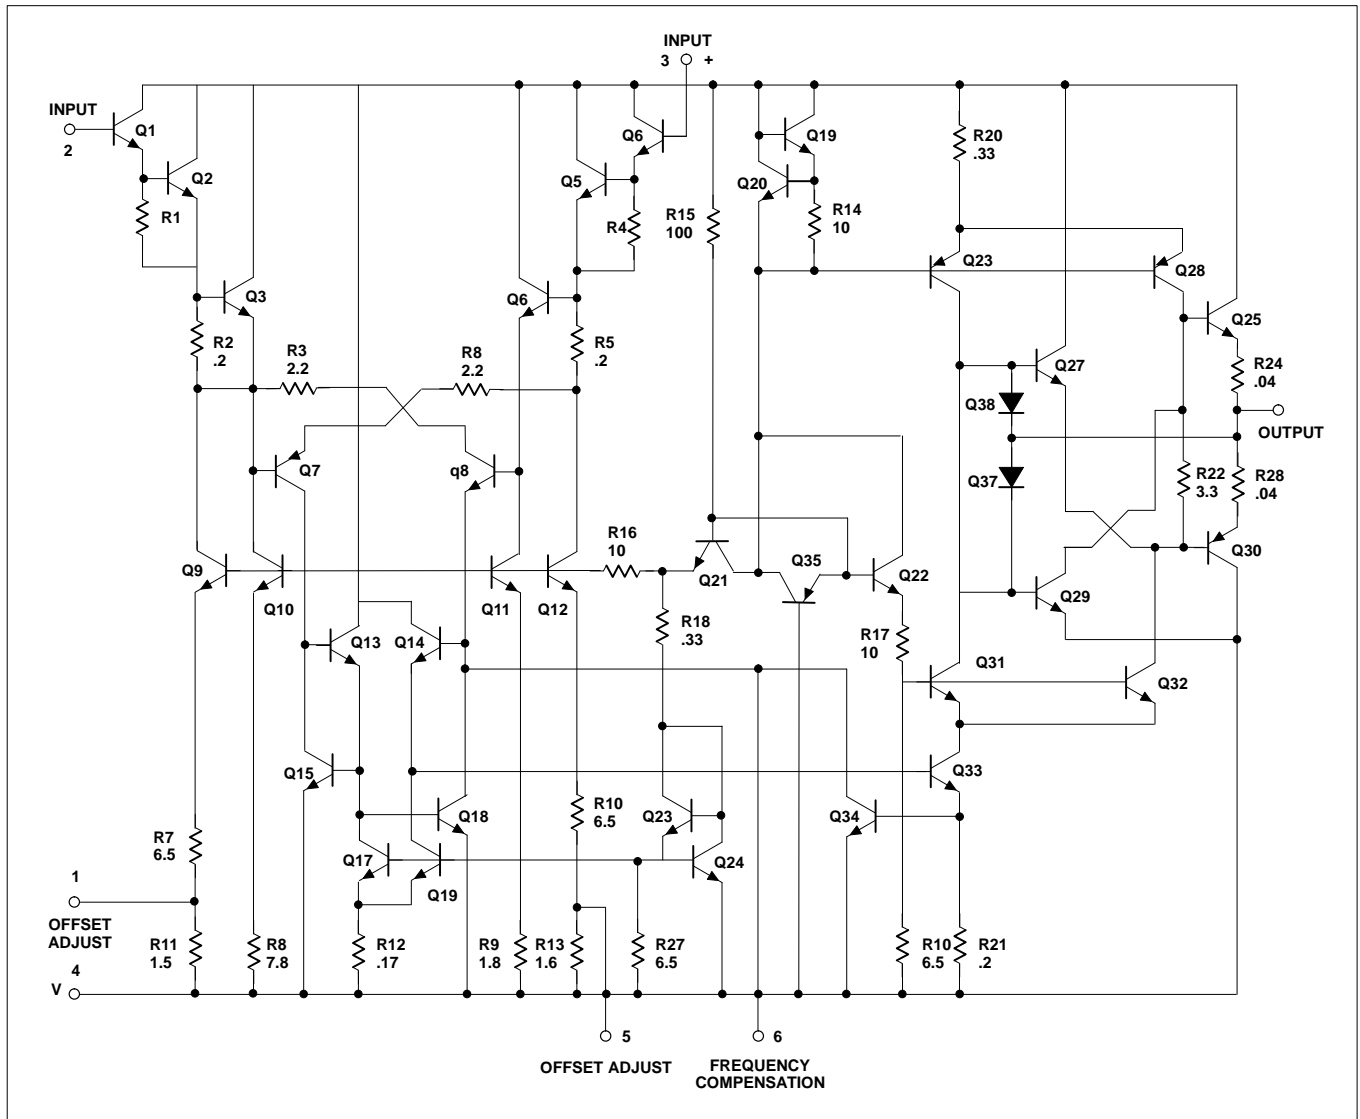 INPUT
3 +
INPUT
2
Q1
Q2
R1
Q3
R2
.2
R3
2.2
R8
2.2
Q6
Q5
R4
Q6
R5
.2
R15
100
Q19
Q20
R14
10
R20
.33
Q23
Q28
Q25
R24
.04
OUTPUT
Q27
Q38
Q37
R22
3.3
R28
.04
Q30
Q29
Q7
q8
Q9
Q10
Q11
Q12
R16
10
Q21
Q35
Q22
R18
.33
R17
10
Q13
Q14
Q31
Q32
Q15
Q33
Q18
R10
6.5
Q23
Q34
Q17
Q19
Q24
R7
6.5
1
OFFSET
ADJUST
R11
1.5
R8
7.8
R12
.17
R9
1.8
R13
1.6
R27
6.5
R10
6.5
R21
.2
4
V
5
6
OFFSET ADJUST
FREQUENCY
COMPENSATION